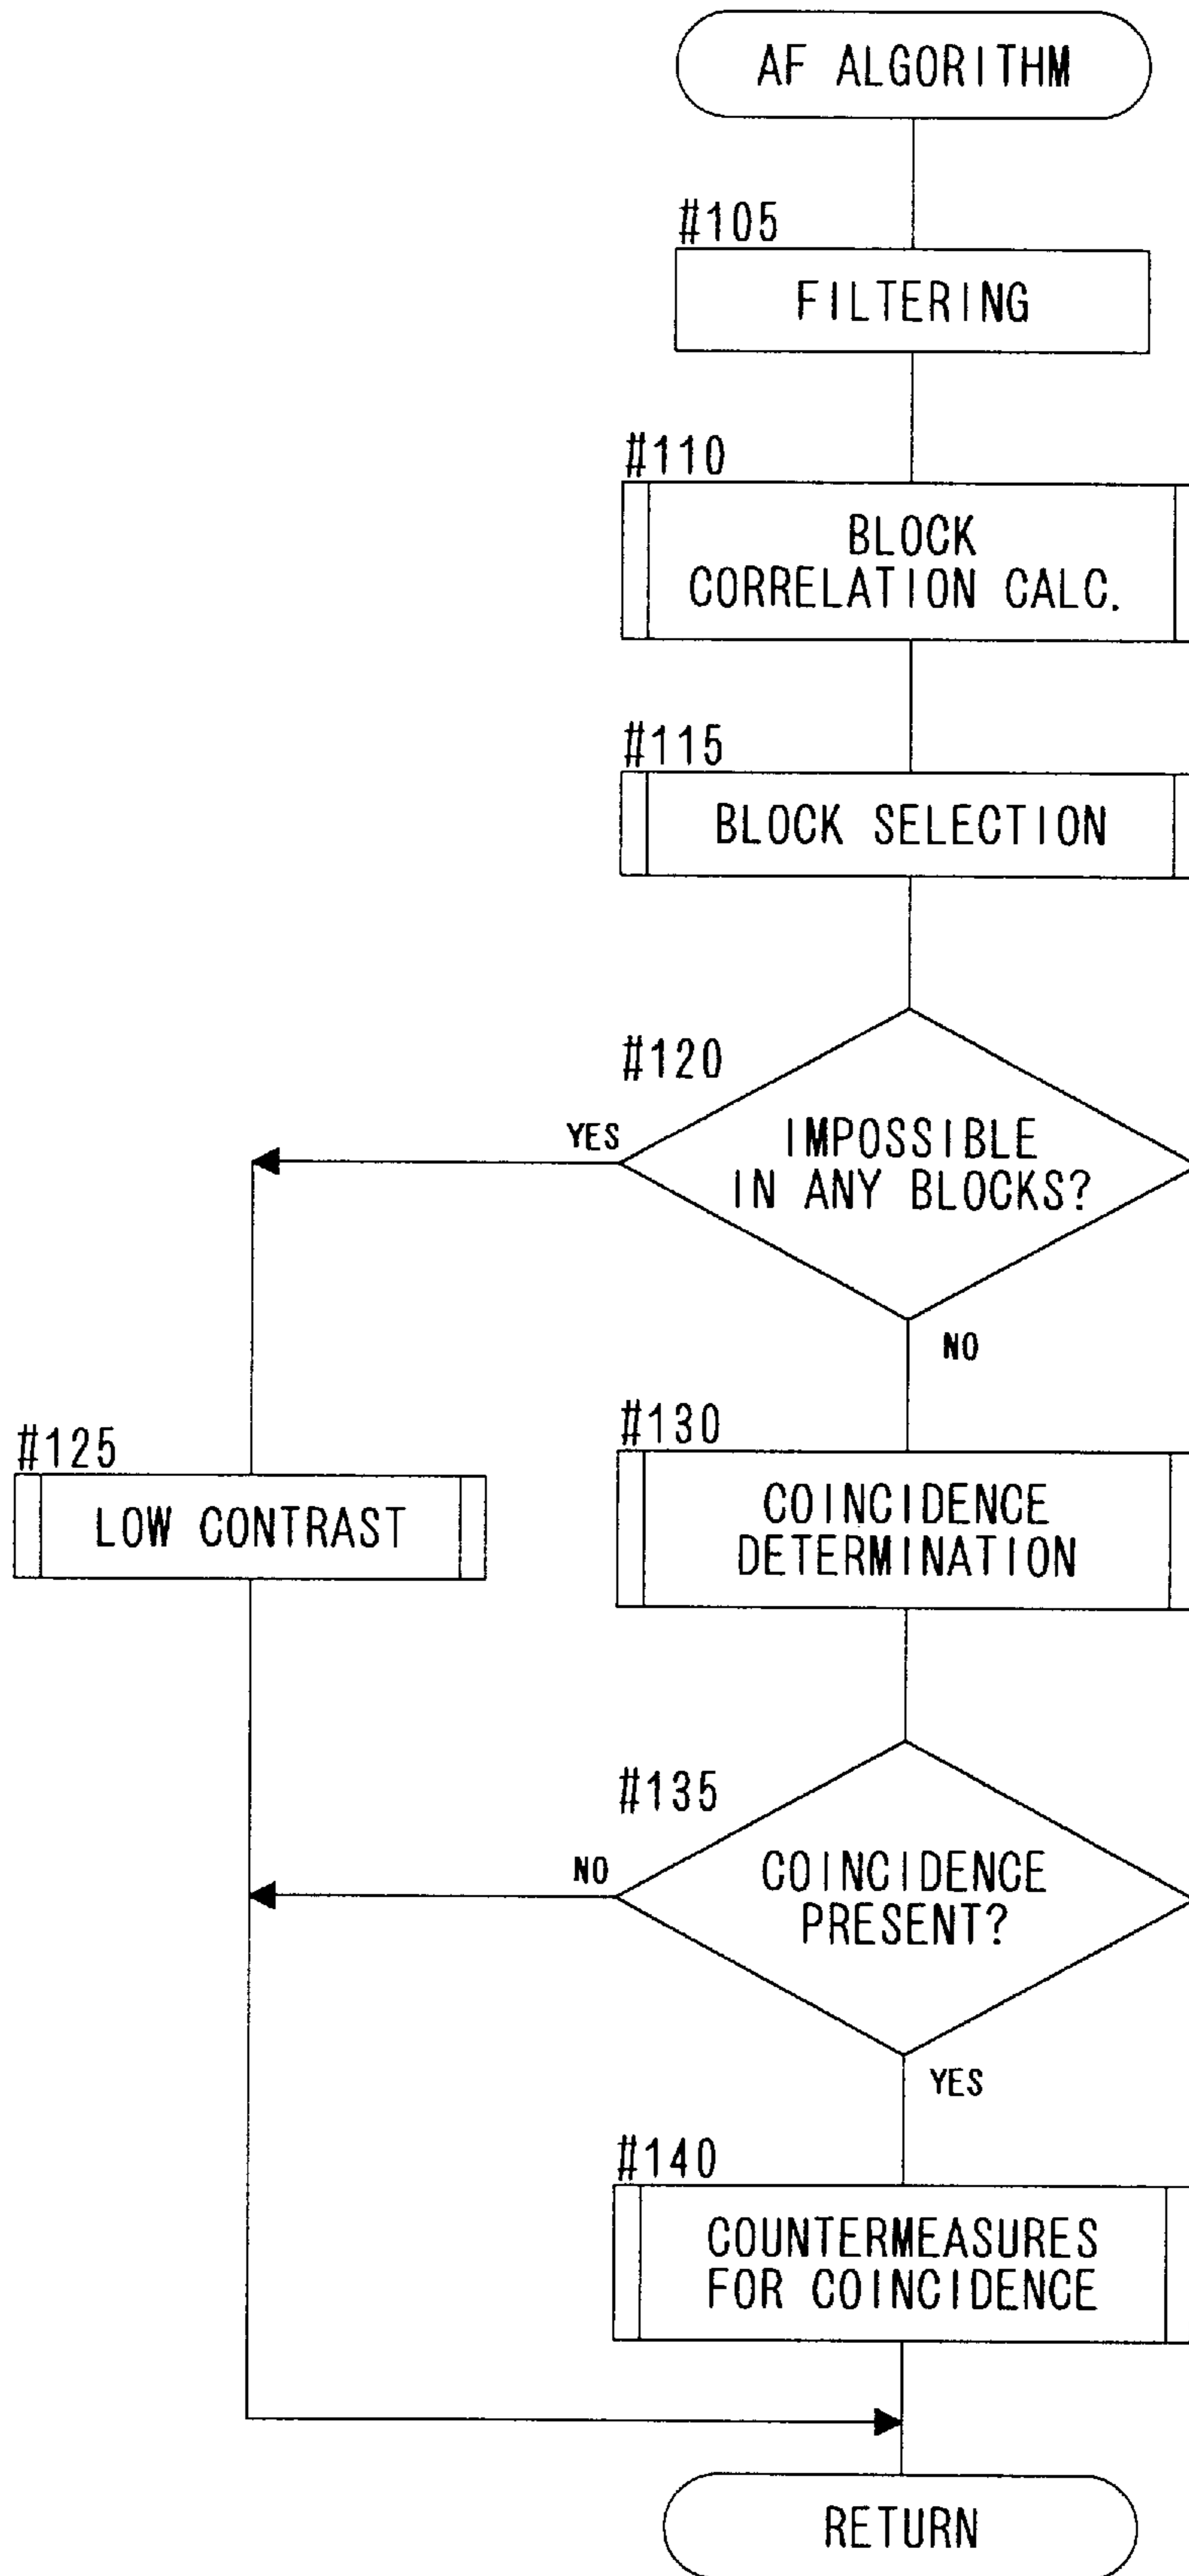 AF ALGORITHM
#105
FILTERING
#110
BLOCK
CORRELATION CALC.
#115
BLOCK SELECTION
#120
YES
IMPOSSIBLE
IN ANY BLOCKS?
NO
#125
LOW CONTRAST
#130
COINCIDENCE
DETERMINATION
#135
NO
COINCIDENCE
PRESENT?
YES
#140
COUNTERMEASURES
FOR COINCIDENCE
RETURN